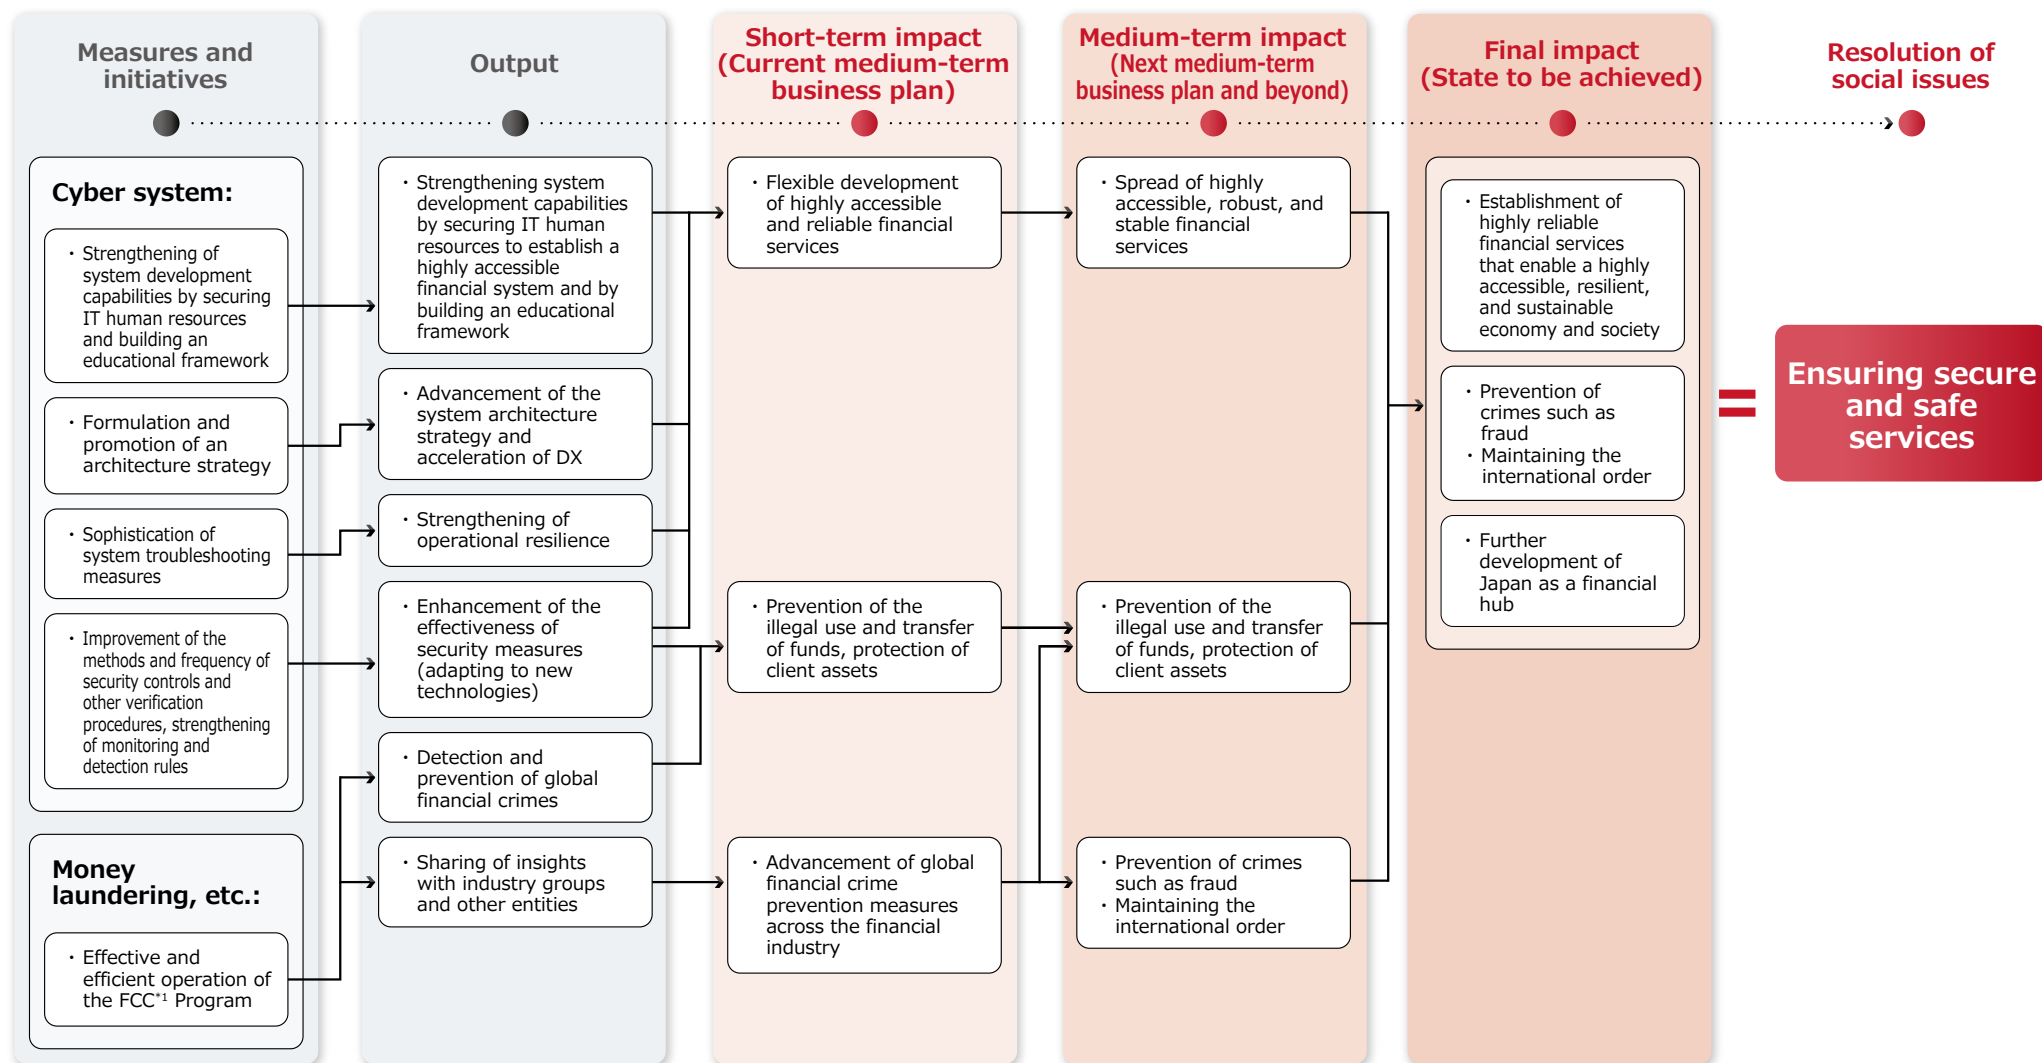 Measures and
initiatives
Output
Short-term impact
(Current medium-term
business plan)
Medium-term impact
(Next medium-term
business plan and beyond)
Final impact
(State to be achieved)
Resolution of
social issues
Cyber system:
・Strengthening of
system development
capabilities by securing
IT human resources
and building an
educational framework
・Formulation and
promotion of an
architecture strategy
・Sophistication of
system troubleshooting
measures
・Improvement of the
methods and frequency of
security controls and
other verification
procedures, strengthening
of monitoring and
detection rules
Money
laundering, etc.:
・Effective and
efficient operation of
the FCC*1 Program
・Strengthening system
development capabilities
by securing IT human
resources to establish a
highly accessible
financial system and by
building an educational
framework
・Advancement of the
system architecture
strategy and
acceleration of DX
・Strengthening of
operational resilience
・Enhancement of the
effectiveness of
security measures
(adapting to new
technologies)
・Detection and
prevention of global
financial crimes
・Sharing of insights
with industry groups
and other entities
・Flexible development
of highly accessible
and reliable financial
services
・Prevention of the
illegal use and transfer
of funds, protection of
client assets
・Advancement of global
financial crime
prevention measures
across the financial
industry
・Spread of highly
accessible, robust, and
stable financial
services
・Prevention of the
illegal use and transfer
of funds, protection of
client assets
・Prevention of crimes
such as fraud
・Maintaining the
international order
・Establishment of
highly reliable
financial services
that enable a highly
accessible, resilient,
and sustainable
economy and society
・Prevention of
crimes such as
fraud
・Maintaining the
international order
・Further
development of
Japan as a financial
hub
=
Ensuring secure
and safe
services